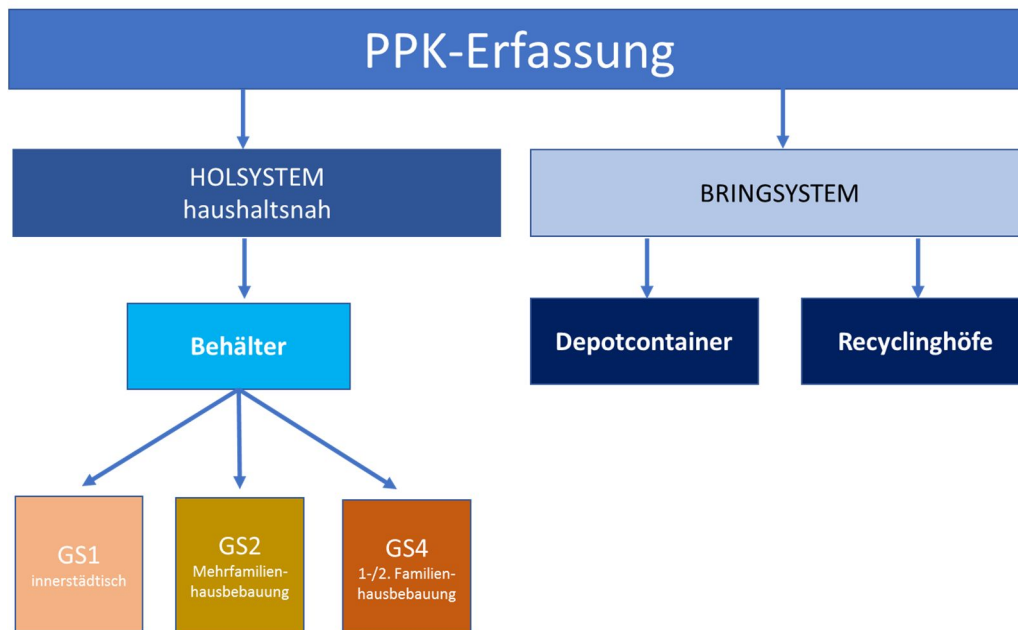 PPK-Erfassung
HOLSYSTEM
haushaltsnah
BRINGSYSTEM
Behälter
Depotcontainer
Recyclinghöfe
GS1
innerstädtisch
GS2
Mehrfamilien-
hausbebauung
GS4
1-/2. Familien-
hausbebauung